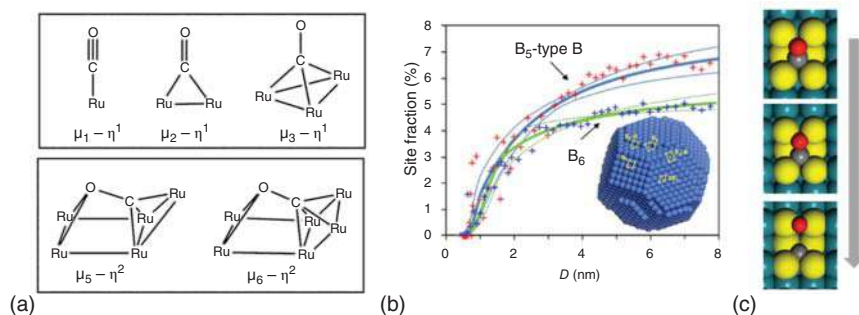 O
C
Ru
μ₁ – η¹
O
C
Ru Ru
μ₂ – η¹
O
C
Ru Ru
Ru
μ₃ – η¹
O C Ru
Ru Ru
Ru Ru
μ₅ – η²
O C Ru
Ru Ru Ru
Ru Ru
μ₆ – η²
(a)
Site fraction (%)
8
7
6
5
4
3
2
1
0
0 2 4 6 8
D (nm)
B₅-type B
B₆
(b)
(c)